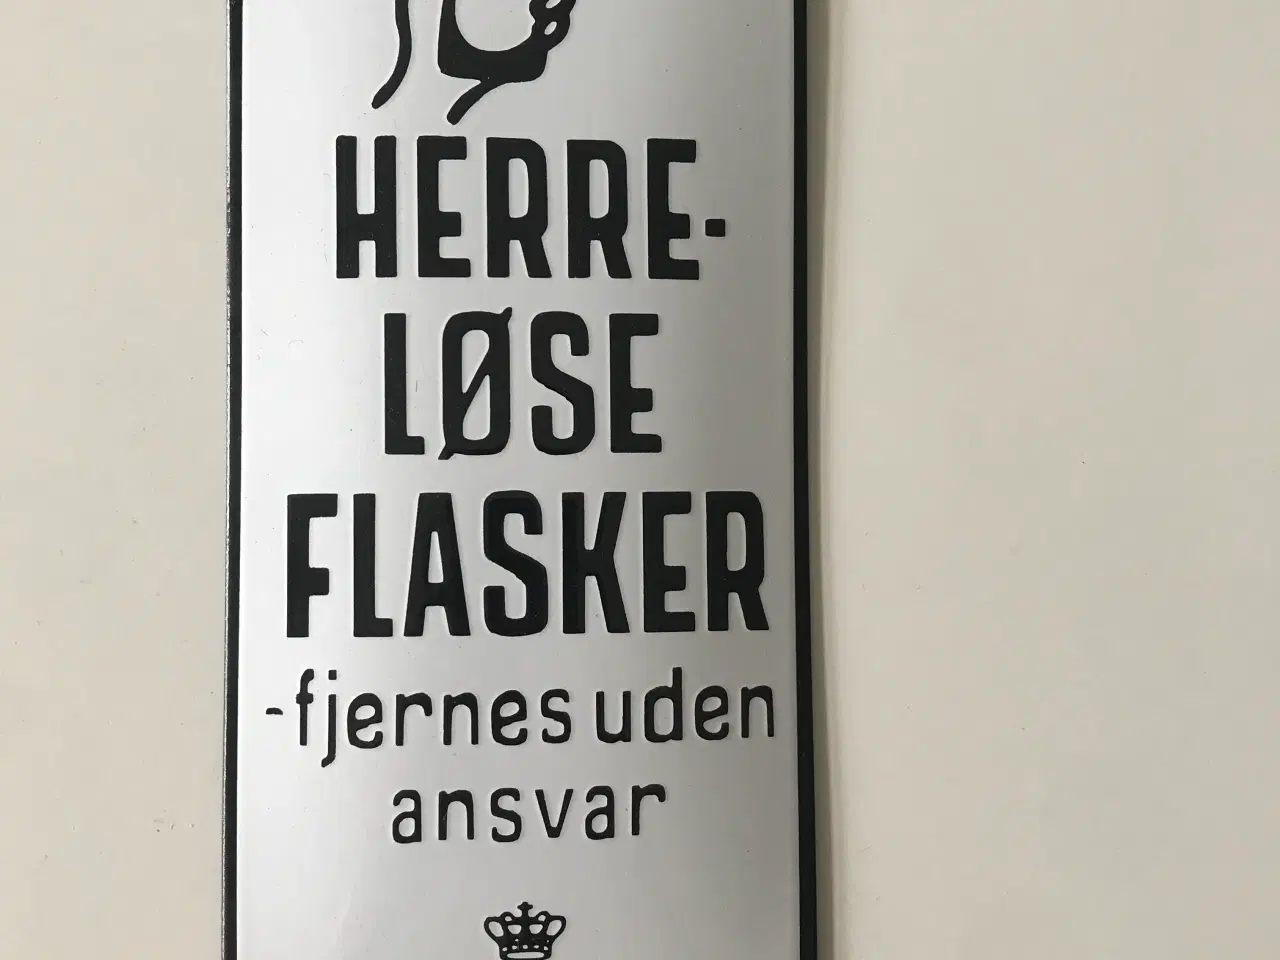 HERRE-
LØSE
FLASKER
-fjernes uden
ansvar